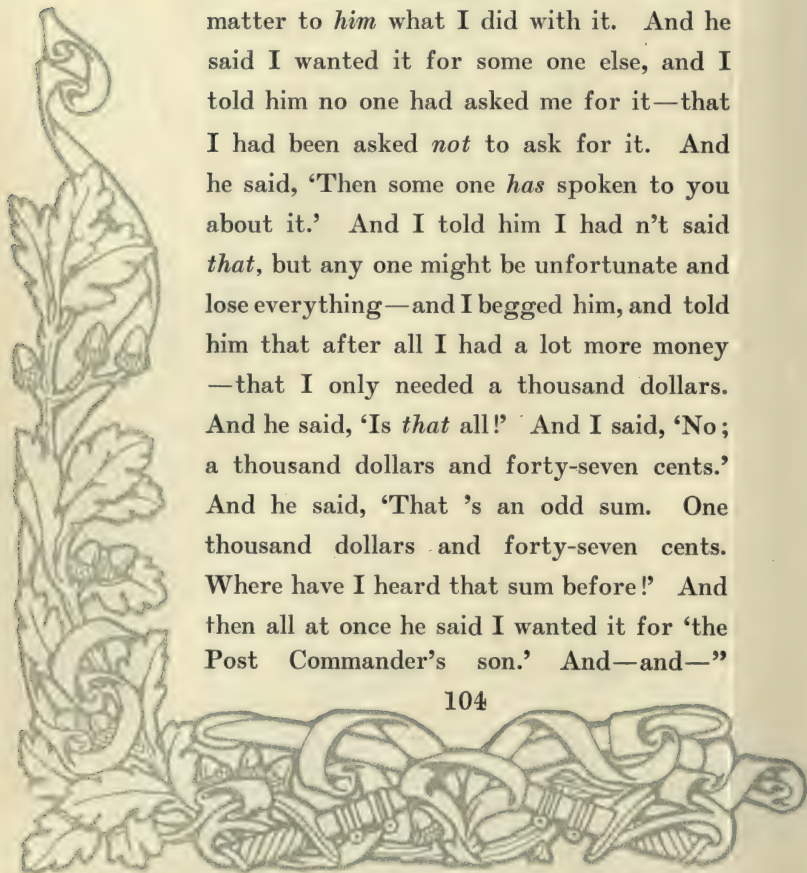 matter to him what I did with it. And he
said I wanted it for some one else, and I
told him no one had asked me for it—that
I had been asked not to ask for it. And
he said, ‘Then some one has spoken to you
about it.’ And I told him I had n't said
that, but any one might be unfortunate and
lose everything—and I begged him, and told
him that after all I had a lot more money
—that I only needed a thousand dollars.
And he said, ‘Is that all!’ And I said, ‘No;
a thousand dollars and forty-seven cents.’
And he said, ‘That 's an odd sum. One
thousand dollars and forty-seven cents.
Where have I heard that sum before!’ And
then all at once he said I wanted it for ‘the
Post Commander's son.’ And—and—”
104